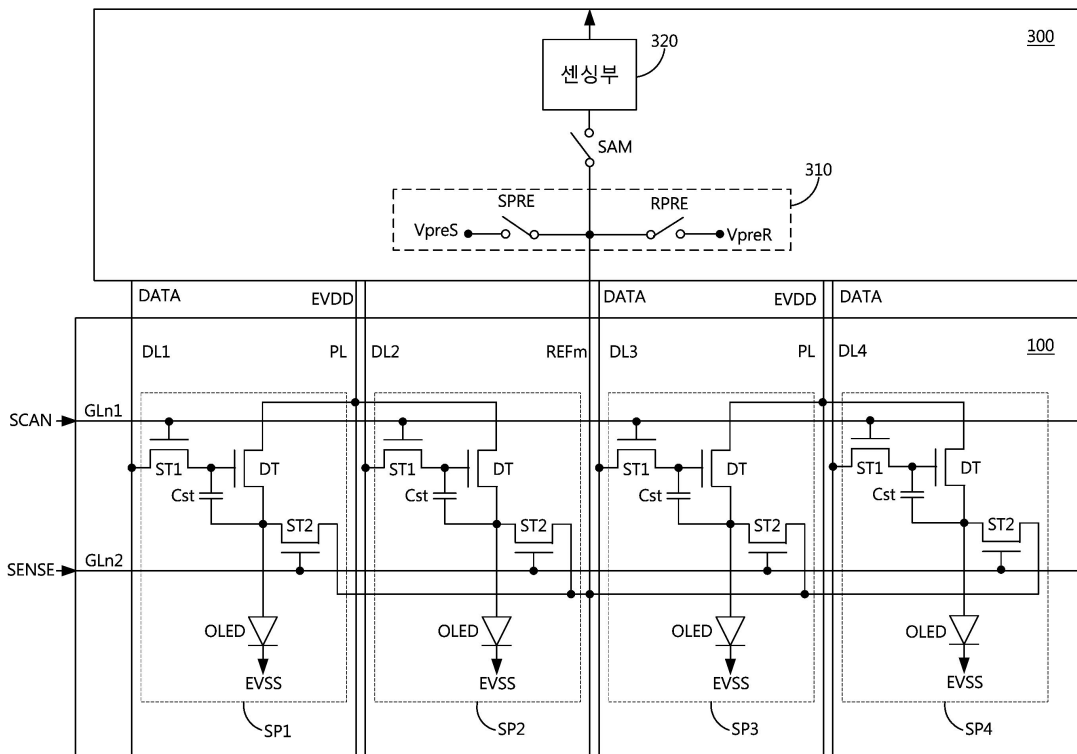 300
320
센싱부
SAM
310
SPRE
RPRE
VpreS
VpreR
DATA
EVDD
DATA
EVDD
DATA
DL1
PL
DL2
REFm
DL3
PL
DL4
100
SCAN
GLn1
ST1
DT
Cst
ST2
ST1
DT
Cst
ST2
ST1
DT
Cst
ST2
ST1
DT
Cst
ST2
SENSE
GLn2
OLED
OLED
OLED
OLED
EVSS
EVSS
EVSS
EVSS
SP1
SP2
SP3
SP4